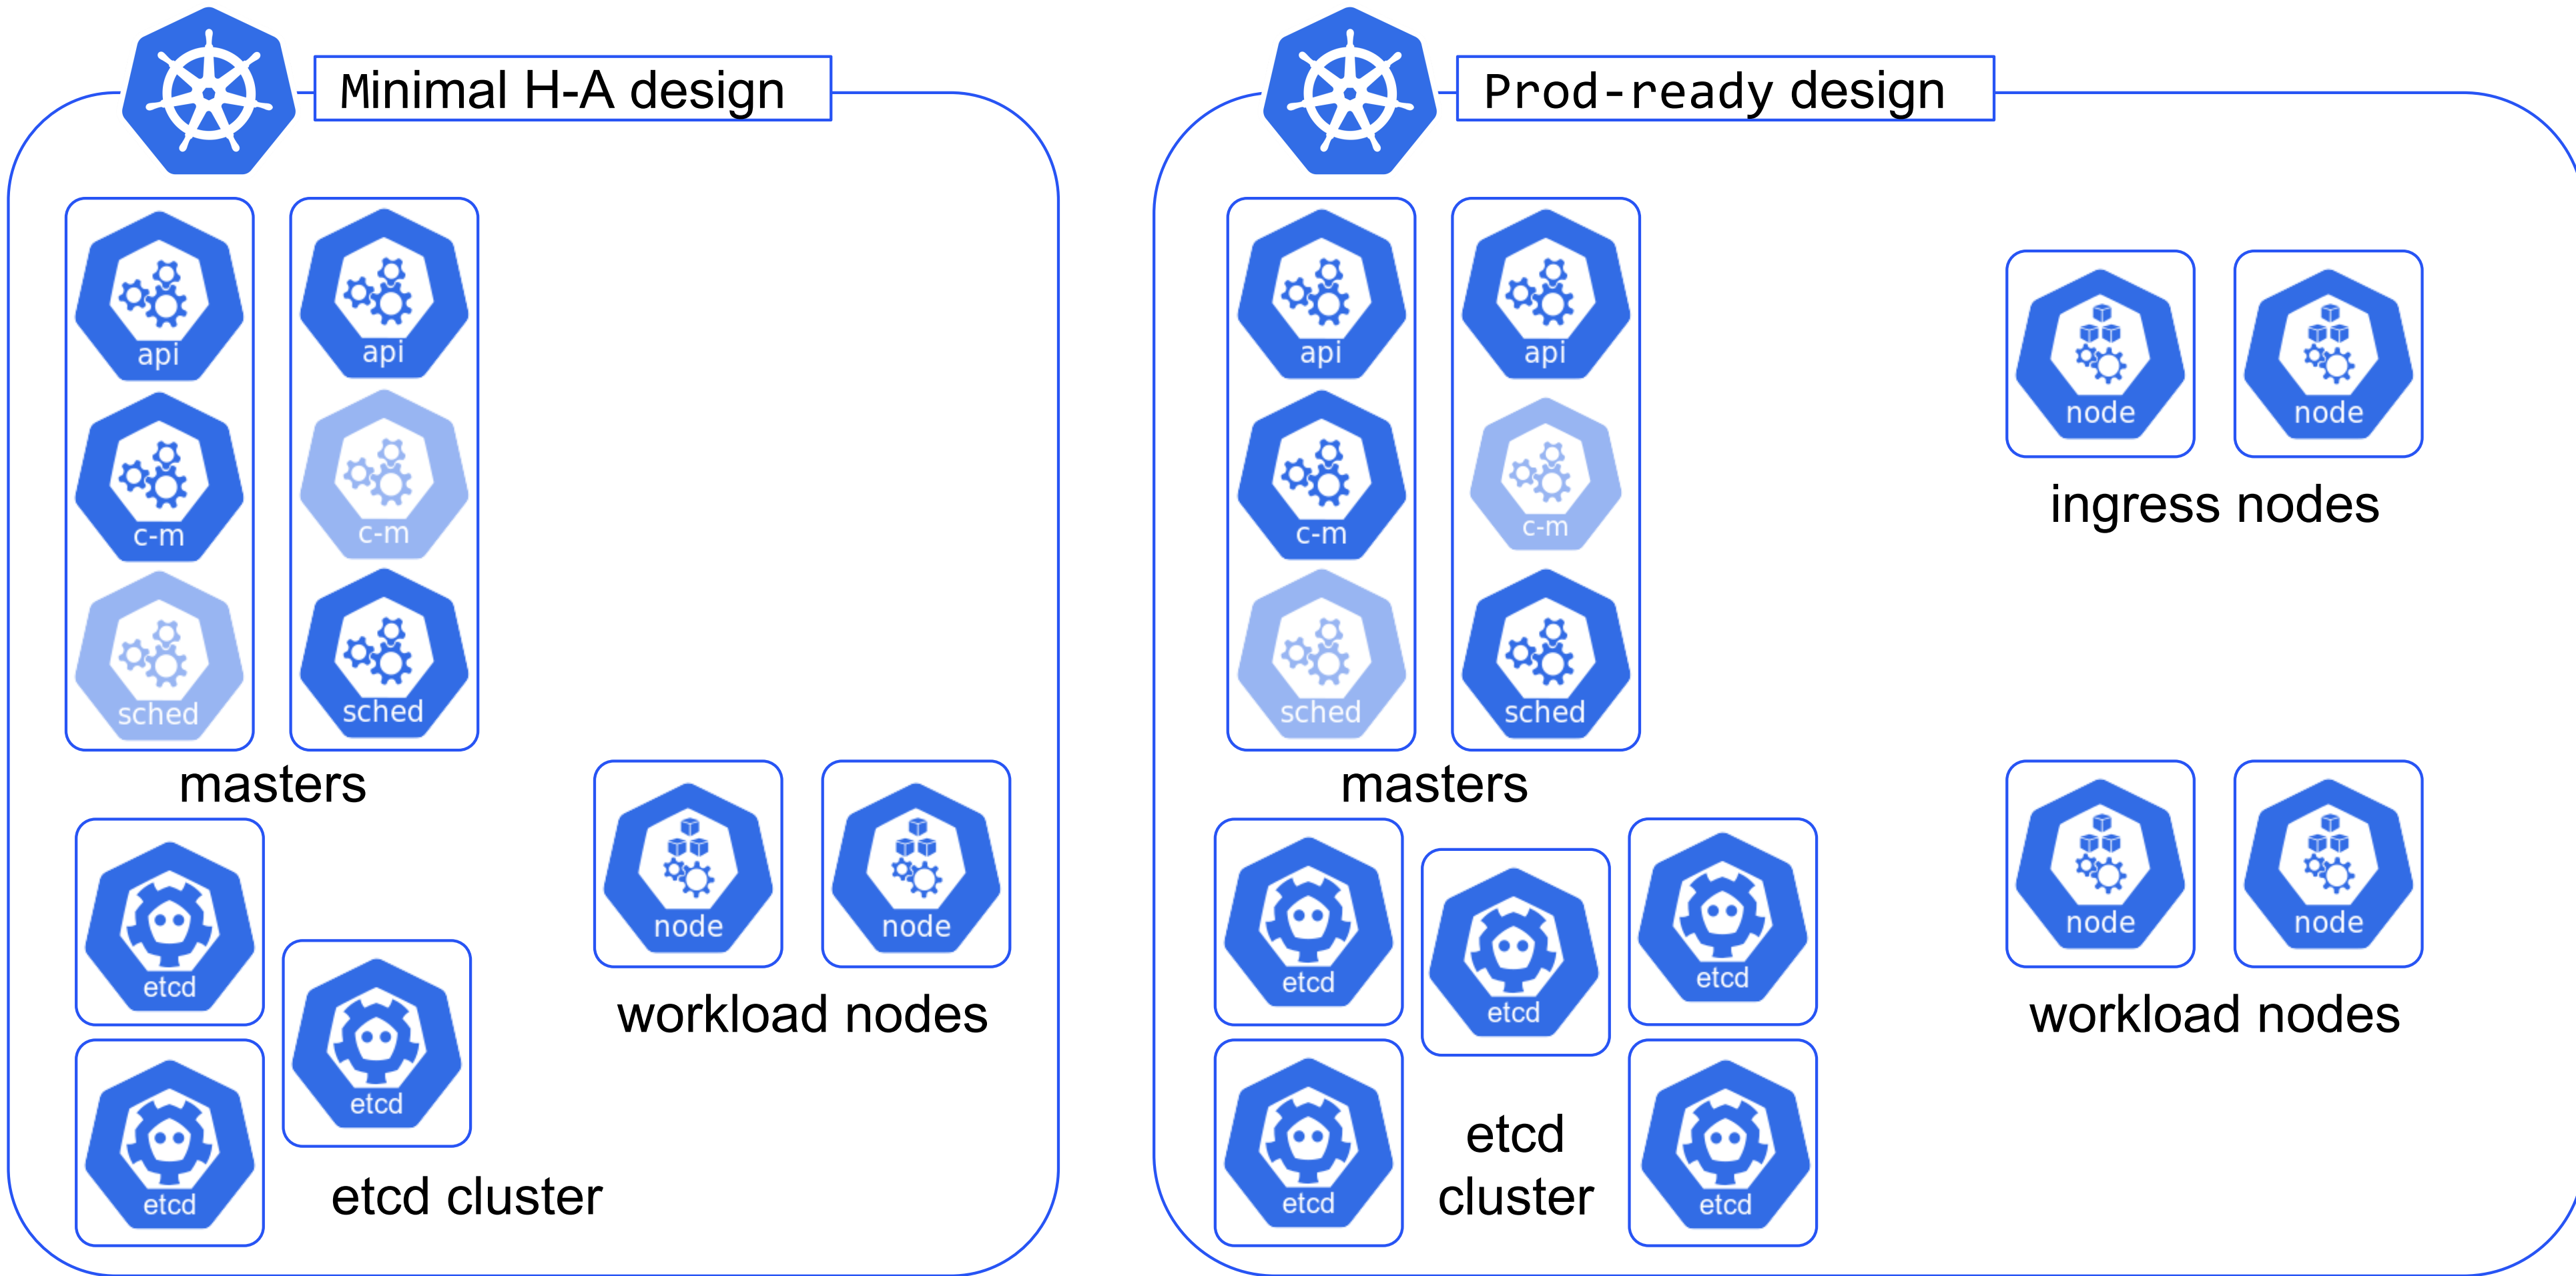 Minimal H-A design
api
api
c-m
c-m
sched
sched
masters
etcd
etcd
etcd
etcd cluster
node
node
workload nodes
Prod-ready design
api
api
c-m
c-m
sched
sched
masters
etcd
etcd
etcd
etcd
etcd
etcd
cluster
node
node
ingress nodes
node
node
workload nodes